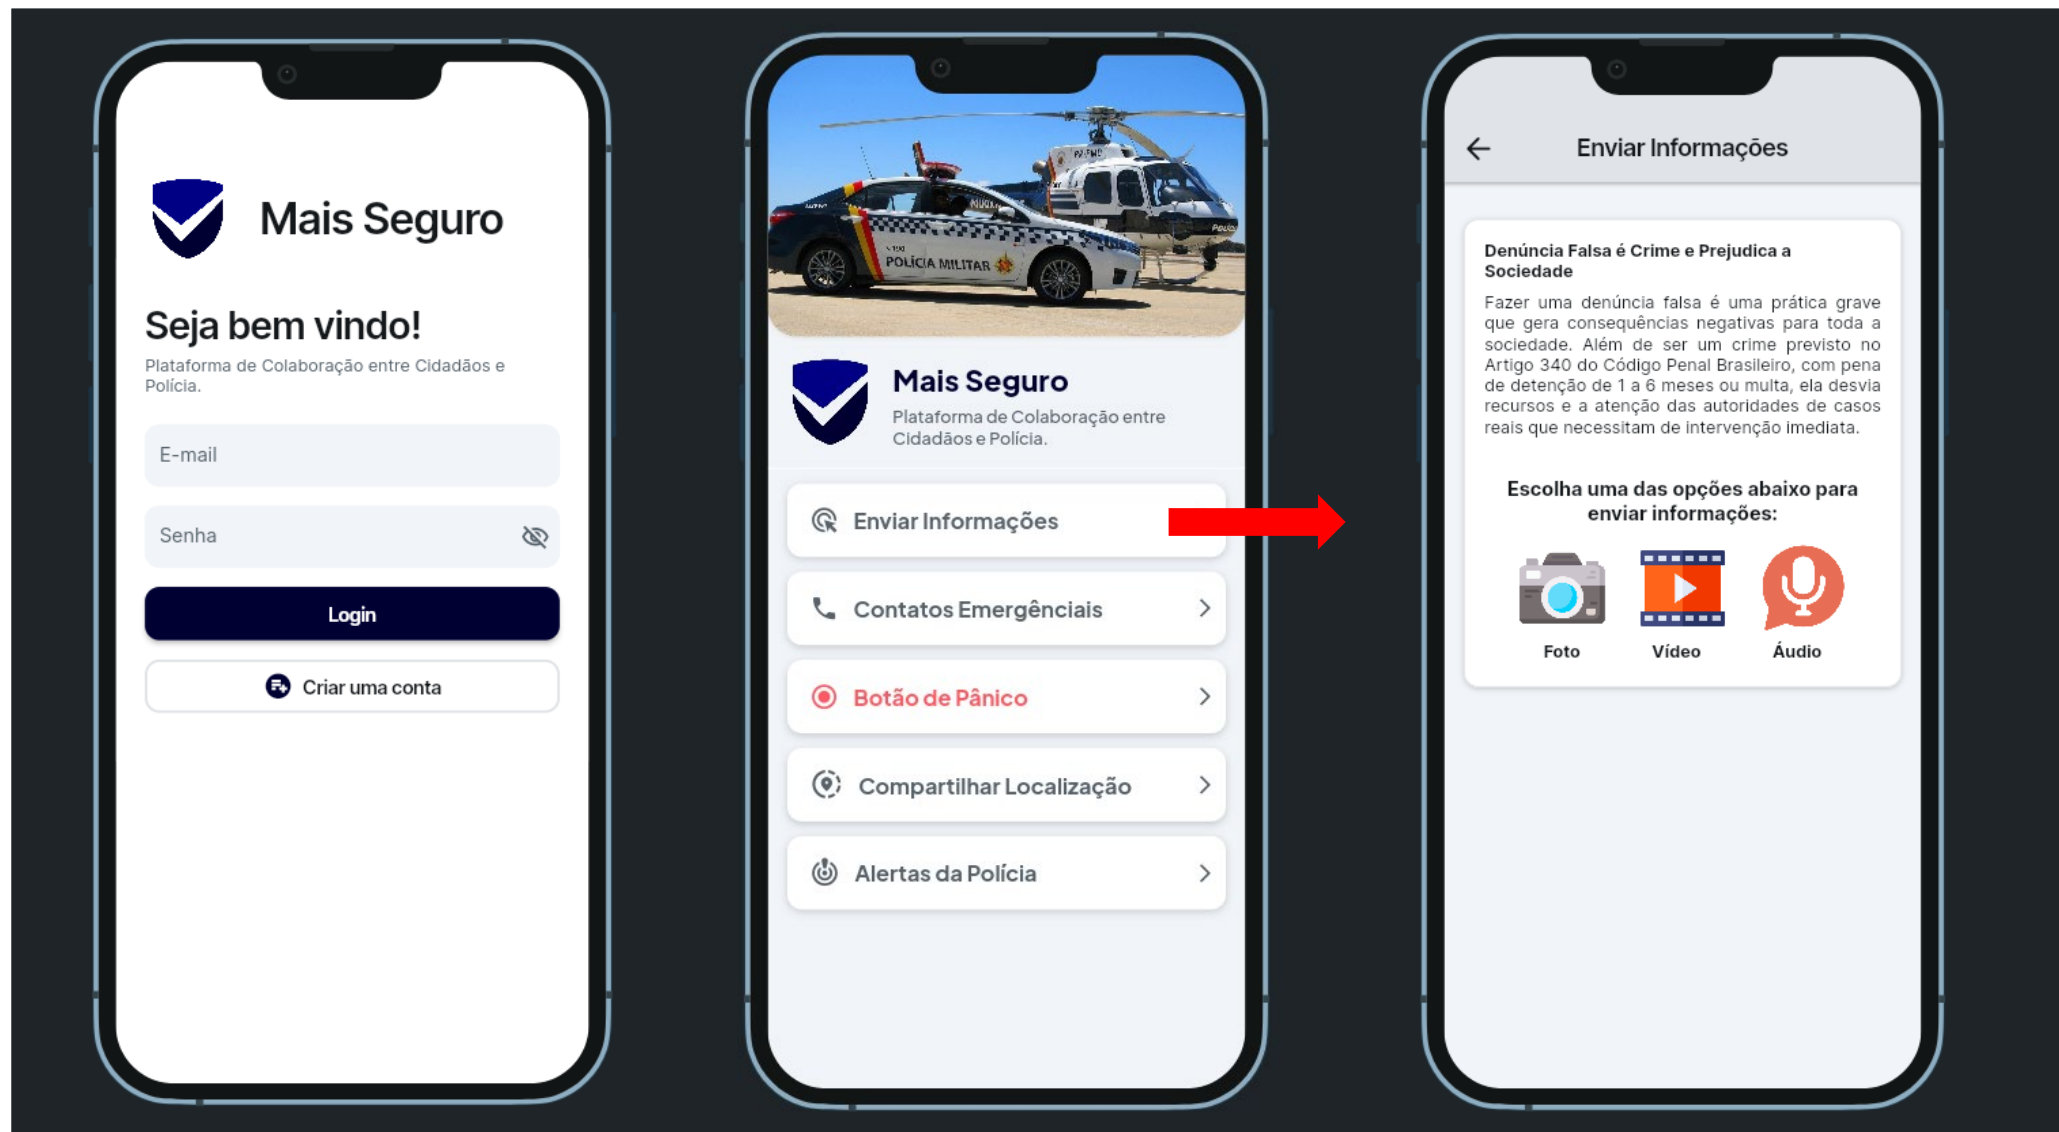 Mais Seguro
Seja bem vindo!
Plataforma de Colaboração entre Cidadãos e
Polícia.
E-mail
Senha
Login
Criar uma conta
POLÍCIA MILITAR
Mais Seguro
Plataforma de Colaboração entre
Cidadãos e Polícia.
Enviar Informações
Contatos Emergênciais
Botão de Pânico
Compartilhar Localização
Alertas da Polícia
Enviar Informações
Denúncia Falsa é Crime e Prejudica a
Sociedade
Fazer uma denúncia falsa é uma prática grave
que gera consequências negativas para toda a
sociedade. Além de ser um crime previsto no
Artigo 340 do Código Penal Brasileiro, com pena
de detenção de 1 a 6 meses ou multa, ela desvia
recursos e a atenção das autoridades de casos
reais que necessitam de intervenção imediata.
Escolha uma das opções abaixo para
enviar informações:
Foto
Vídeo
Áudio